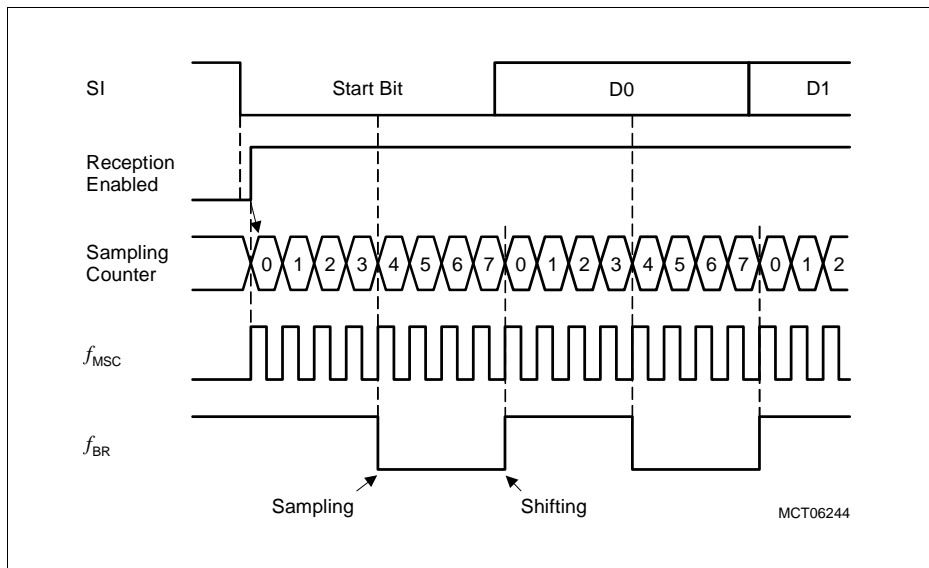 SI
Start Bit
D0
D1
Reception
Enabled
Sampling
Counter
0 1 2 3 4 5 6 7 0 1 2 3 4 5 6 7 0 1 2
fMSC
fBR
Sampling
Shifting
MCT06244